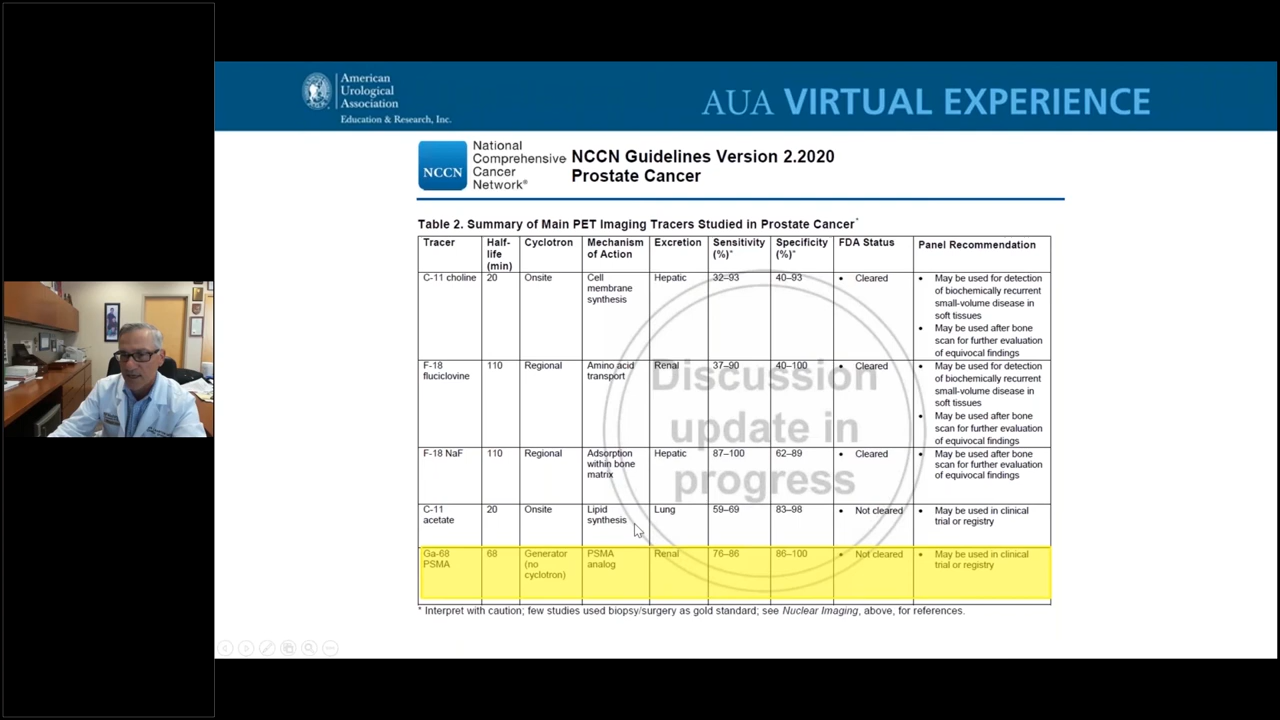 American
Urological
Association
Education & Research, Inc.
AUA VIRTUAL EXPERIENCE
NCCN
National
Comprehensive
Cancer
Network®
NCCN Guidelines Version 2.2020
Prostate Cancer
Table 2. Summary of Main PET Imaging Tracers Studied in Prostate Cancer*
Tracer Half-life (min) Cyclotron Mechanism of Action Excretion Sensitivity (%)* Specificity (%)* FDA Status Panel Recommendation
C-11 choline 20 Onsite Cell membrane synthesis Hepatic 32–93 40–93 • Cleared • May be used for detection of biochemically recurrent small-volume disease in soft tissues • May be used after bone scan for further evaluation of equivocal findings
F-18 fluciclovine 110 Regional Amino acid transport Renal 37–90 40–100 • Cleared • May be used for detection of biochemically recurrent small-volume disease in soft tissues • May be used after bone scan for further evaluation of equivocal findings
F-18 NaF 110 Regional Adsorption within bone matrix Hepatic 87–100 62–89 • Cleared • May be used after bone scan for further evaluation of equivocal findings
C-11 acetate 20 Onsite Lipid synthesis Lung 59–69 83–98 • Not cleared • May be used in clinical trial or registry
Ga-68 PSMA 68 Generator (no cyclotron) PSMA analog Renal 76–86 86–100 • Not cleared • May be used in clinical trial or registry
Discussion
update in
progress
* Interpret with caution; few studies used biopsy/surgery as gold standard; see Nuclear Imaging, above, for references.